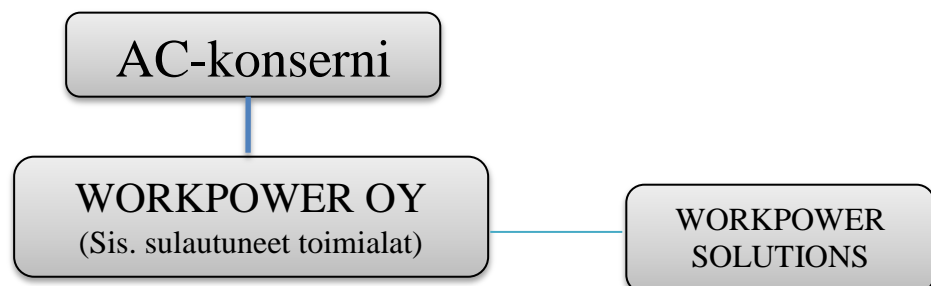 AC-konserni
WORKPOWER OY
(Sis. sulautuneet toimialat)
WORKPOWER
SOLUTIONS